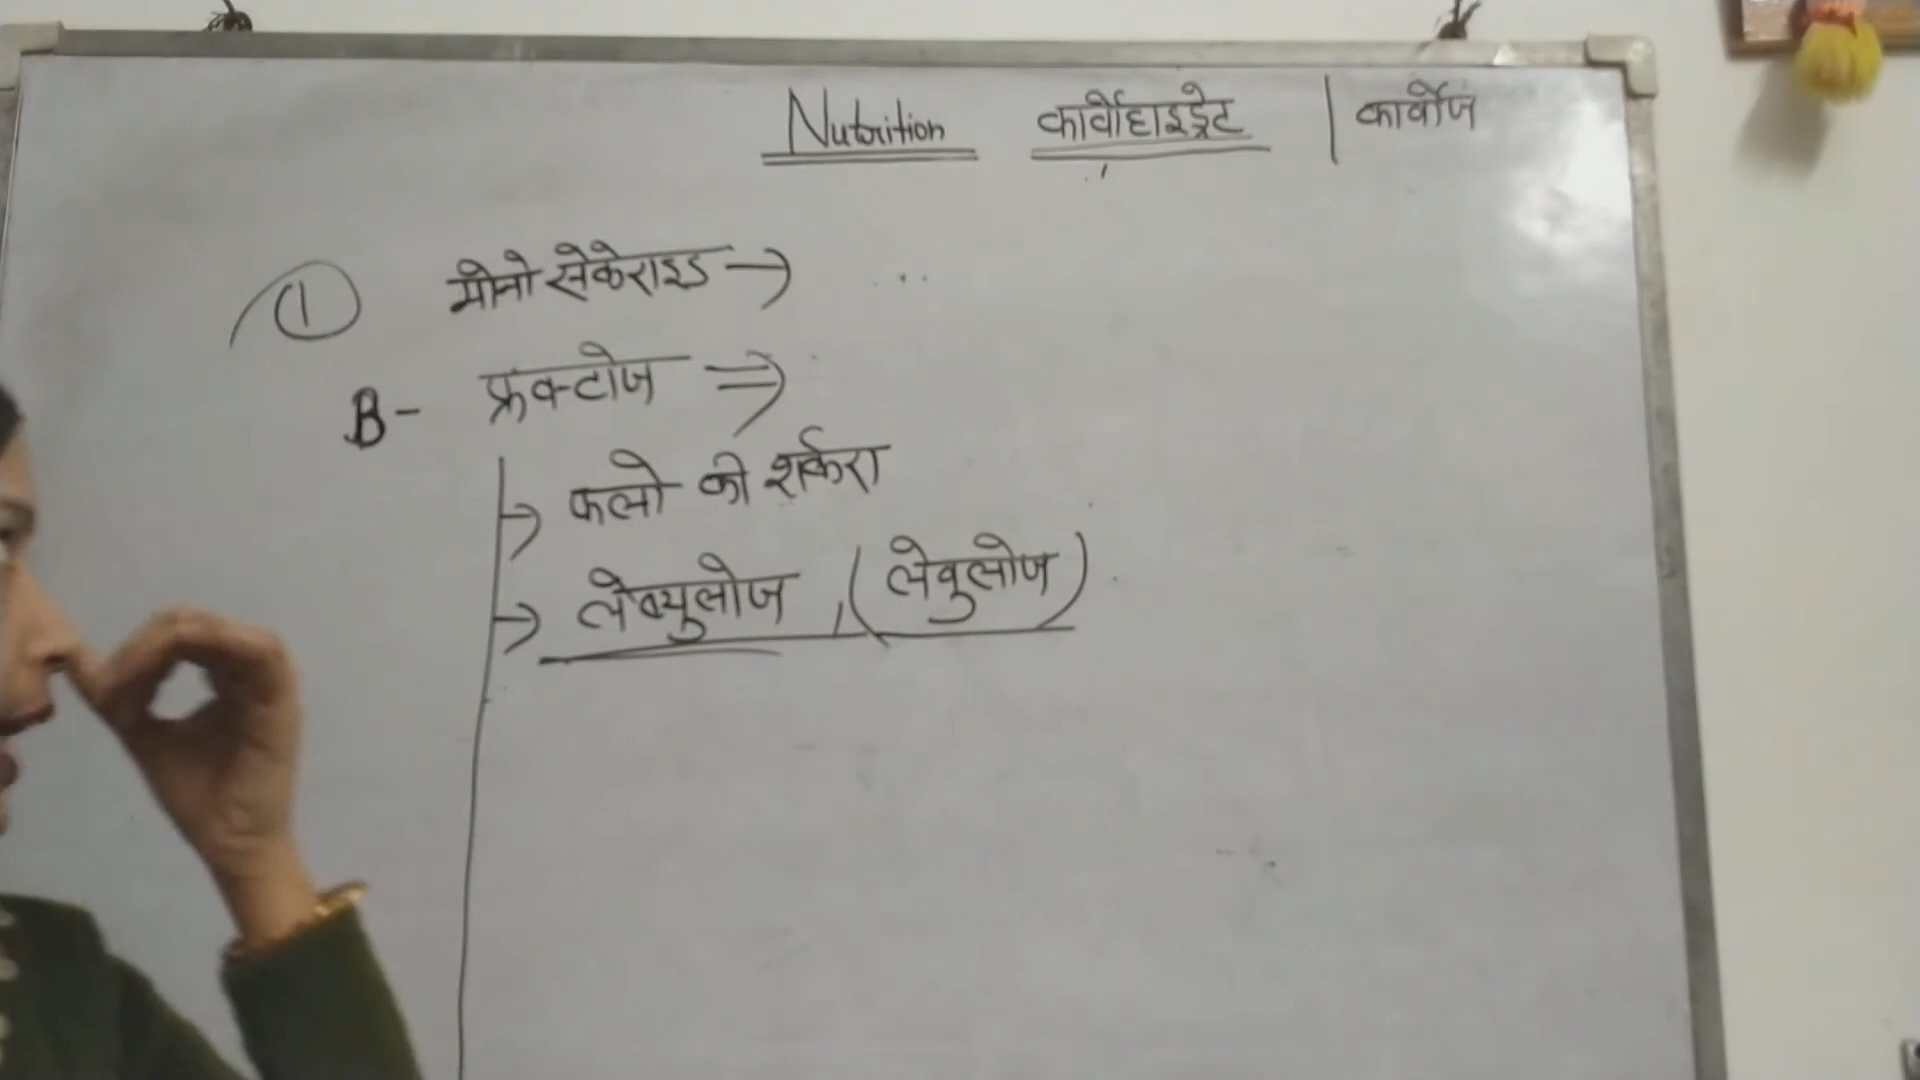 Nutrition कार्वोहाइड्रेट | कार्वोज
① मोनो सेकेराइड →
B- फ्रक्टोज ⇒
→ फलो की शर्करा
→ लेब्युलोज, (लेवुलोज)